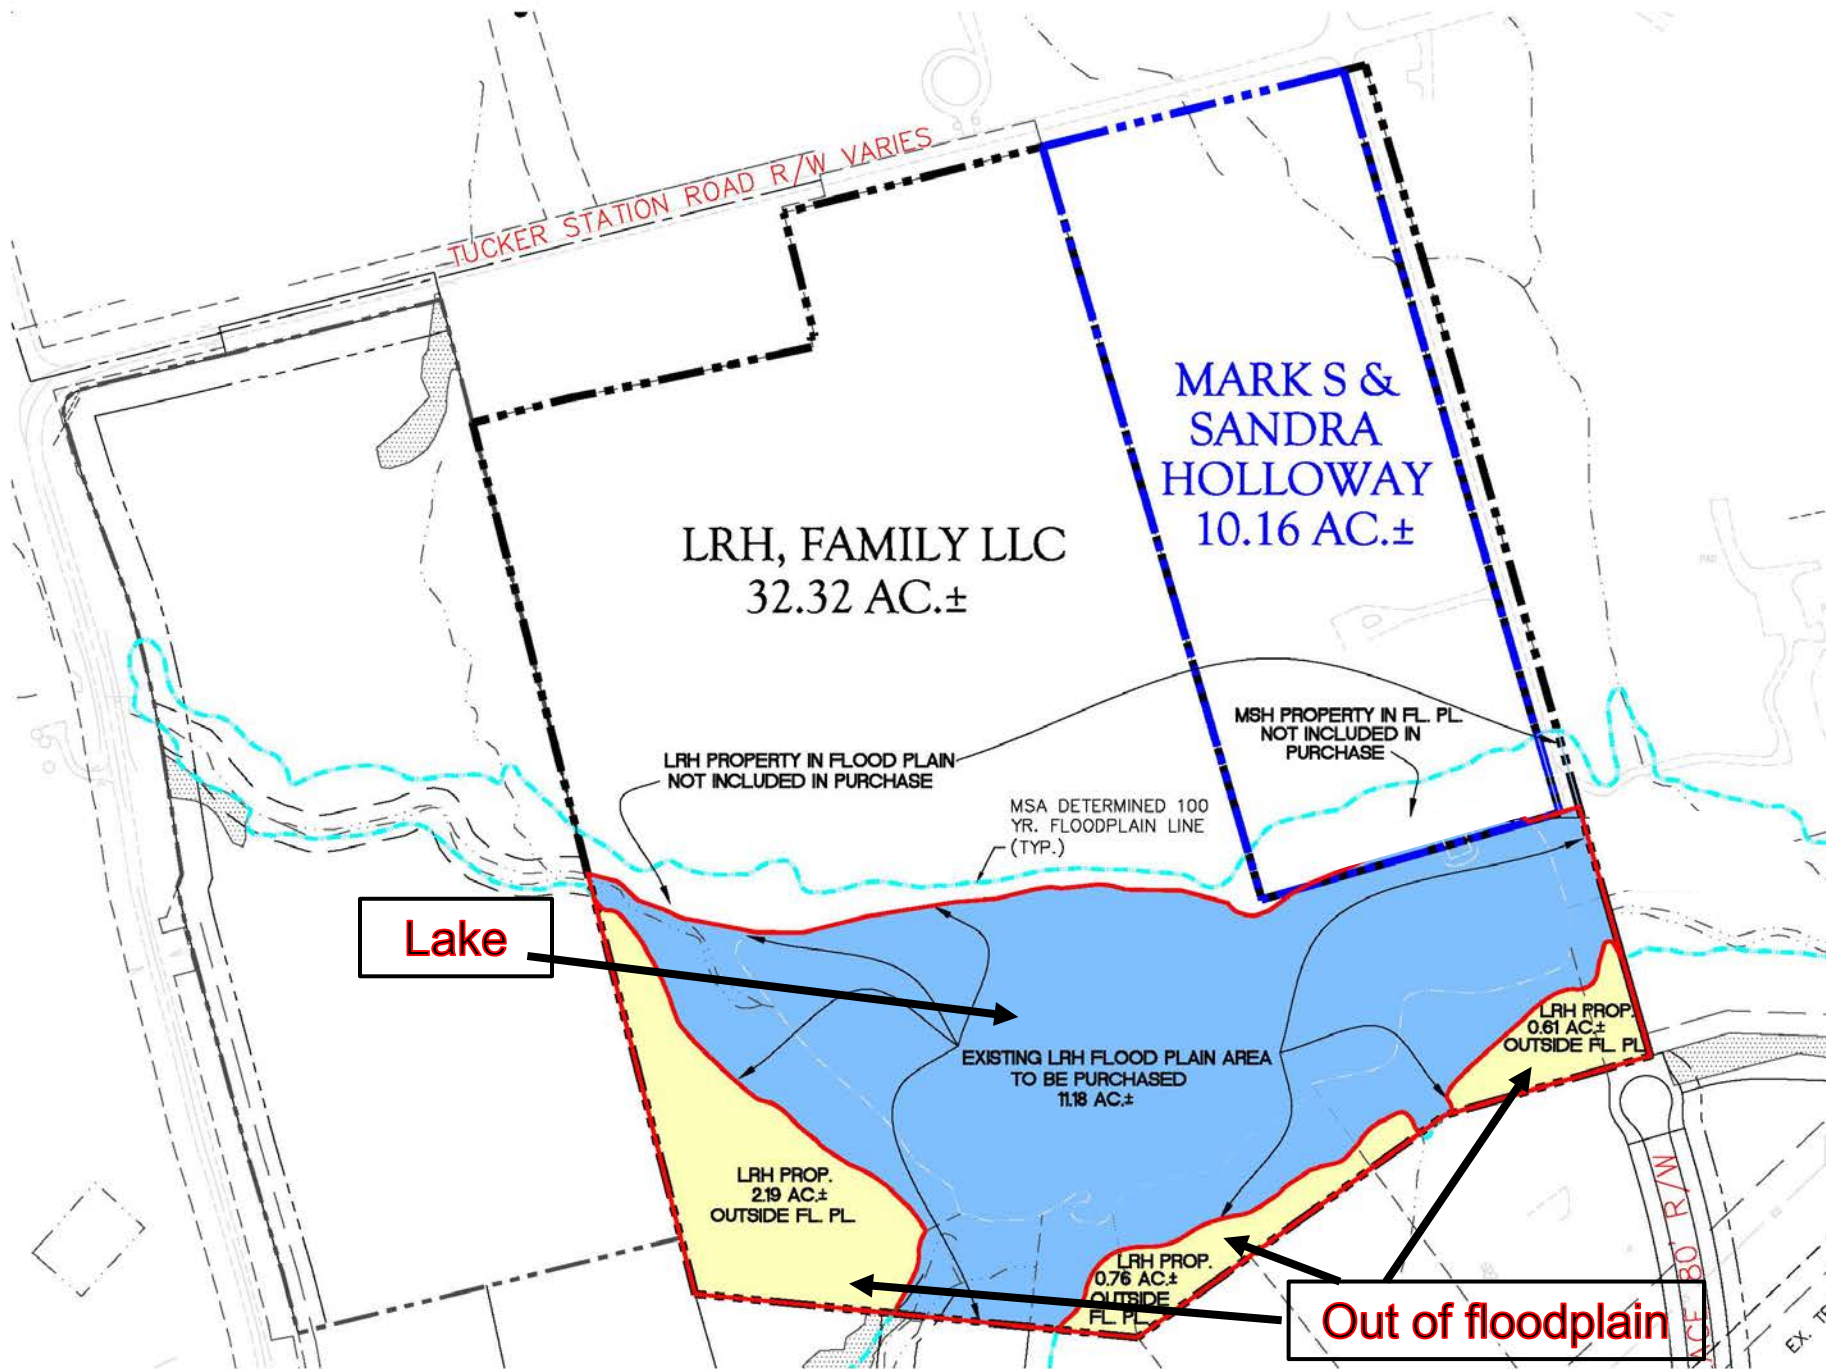 TUCKER STATION ROAD R/W VARIES
MARK S &
SANDRA
HOLLOWAY
10.16 AC.±
LRH, FAMILY LLC
32.32 AC.±
MSH PROPERTY IN FL. PL.
NOT INCLUDED IN
PURCHASE
LRH PROPERTY IN FLOOD PLAIN
NOT INCLUDED IN PURCHASE
MSA DETERMINED 100
YR. FLOODPLAIN LINE
(TYP.)
Lake
LRH PROP.
0.61 AC.±
OUTSIDE FL. PL.
EXISTING LRH FLOOD PLAIN AREA
TO BE PURCHASED
11.18 AC.±
LRH PROP.
2.19 AC.±
OUTSIDE FL. PL.
LRH PROP.
0.76 AC.±
OUTSIDE
FL. PL.
Out of floodplain
80' R/W
EX.